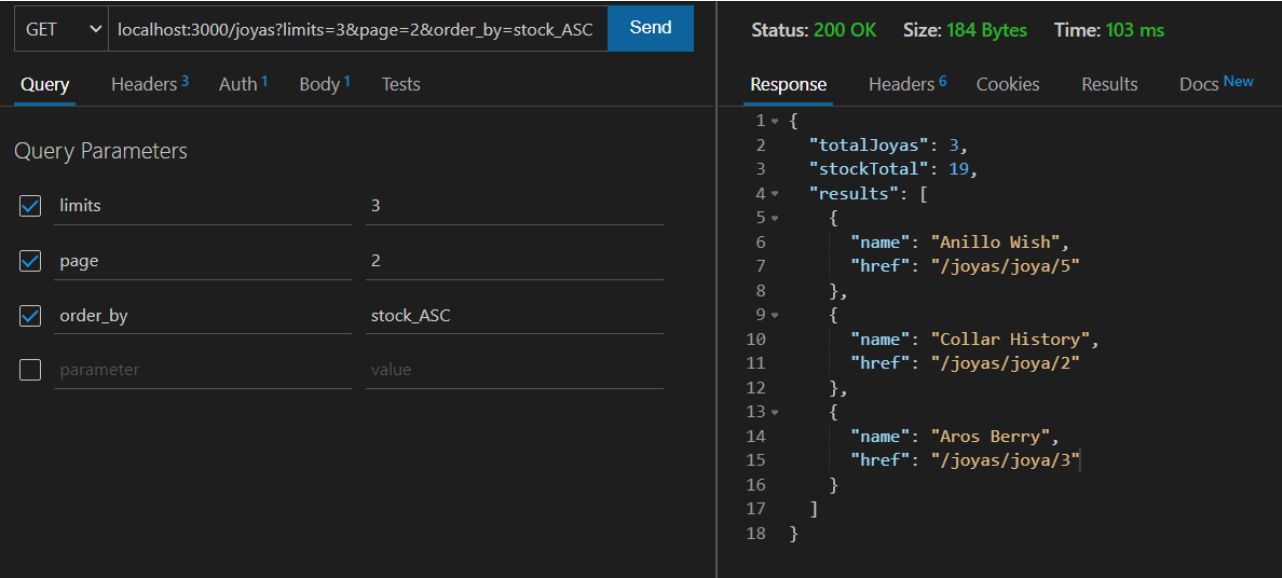 GET localhost:3000/joyas?limits=3&page=2&order_by=stock_ASC Send
Query Headers 3 Auth 1 Body 1 Tests
Query Parameters
limits 3
page 2
order_by stock_ASC
parameter value
Status: 200 OK Size: 184 Bytes Time: 103 ms
Response Headers 6 Cookies Results Docs New
1 {
2 "totalJoyas": 3,
3 "stockTotal": 19,
4 "results": [
5 {
6 "name": "Anillo Wish",
7 "href": "/joyas/joya/5"
8 },
9 {
10 "name": "Collar History",
11 "href": "/joyas/joya/2"
12 },
13 {
14 "name": "Aros Berry",
15 "href": "/joyas/joya/3"
16 }
17 ]
18 }